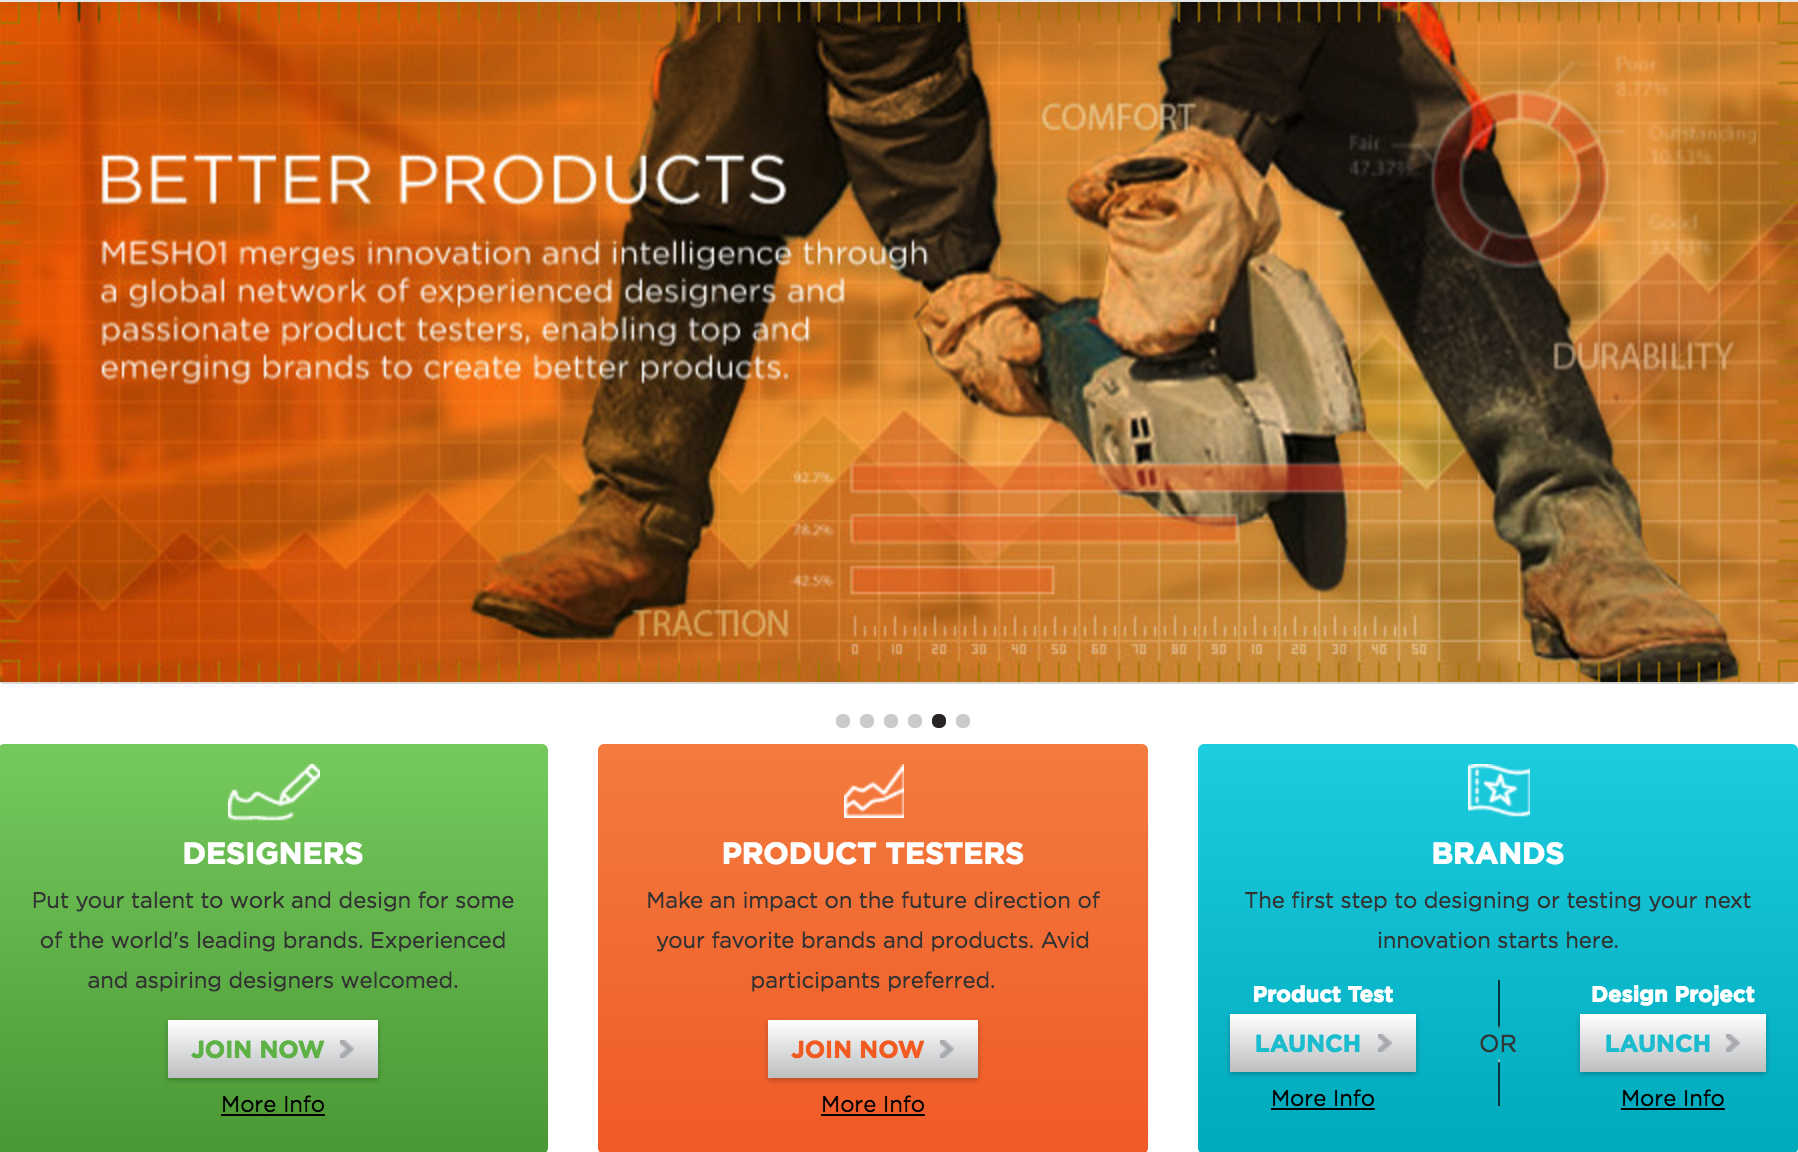 COMFORT
Poor
8.77%
Outstanding
10.53%
Fair
47.37%
Good
BETTER PRODUCTS
MESH01 merges innovation and intelligence through
a global network of experienced designers and
passionate product testers, enabling top and
emerging brands to create better products.
DURABILITY
92.7%
78.2%
42.5%
TRACTION
0 10 20 30 40 50 60 70 80 90 10 20 30 40 50
DESIGNERS
Put your talent to work and design for some
of the world's leading brands. Experienced
and aspiring designers welcomed.
JOIN NOW
More Info
PRODUCT TESTERS
Make an impact on the future direction of
your favorite brands and products. Avid
participants preferred.
JOIN NOW
More Info
BRANDS
The first step to designing or testing your next
innovation starts here.
Product Test
LAUNCH
More Info
OR
Design Project
LAUNCH
More Info